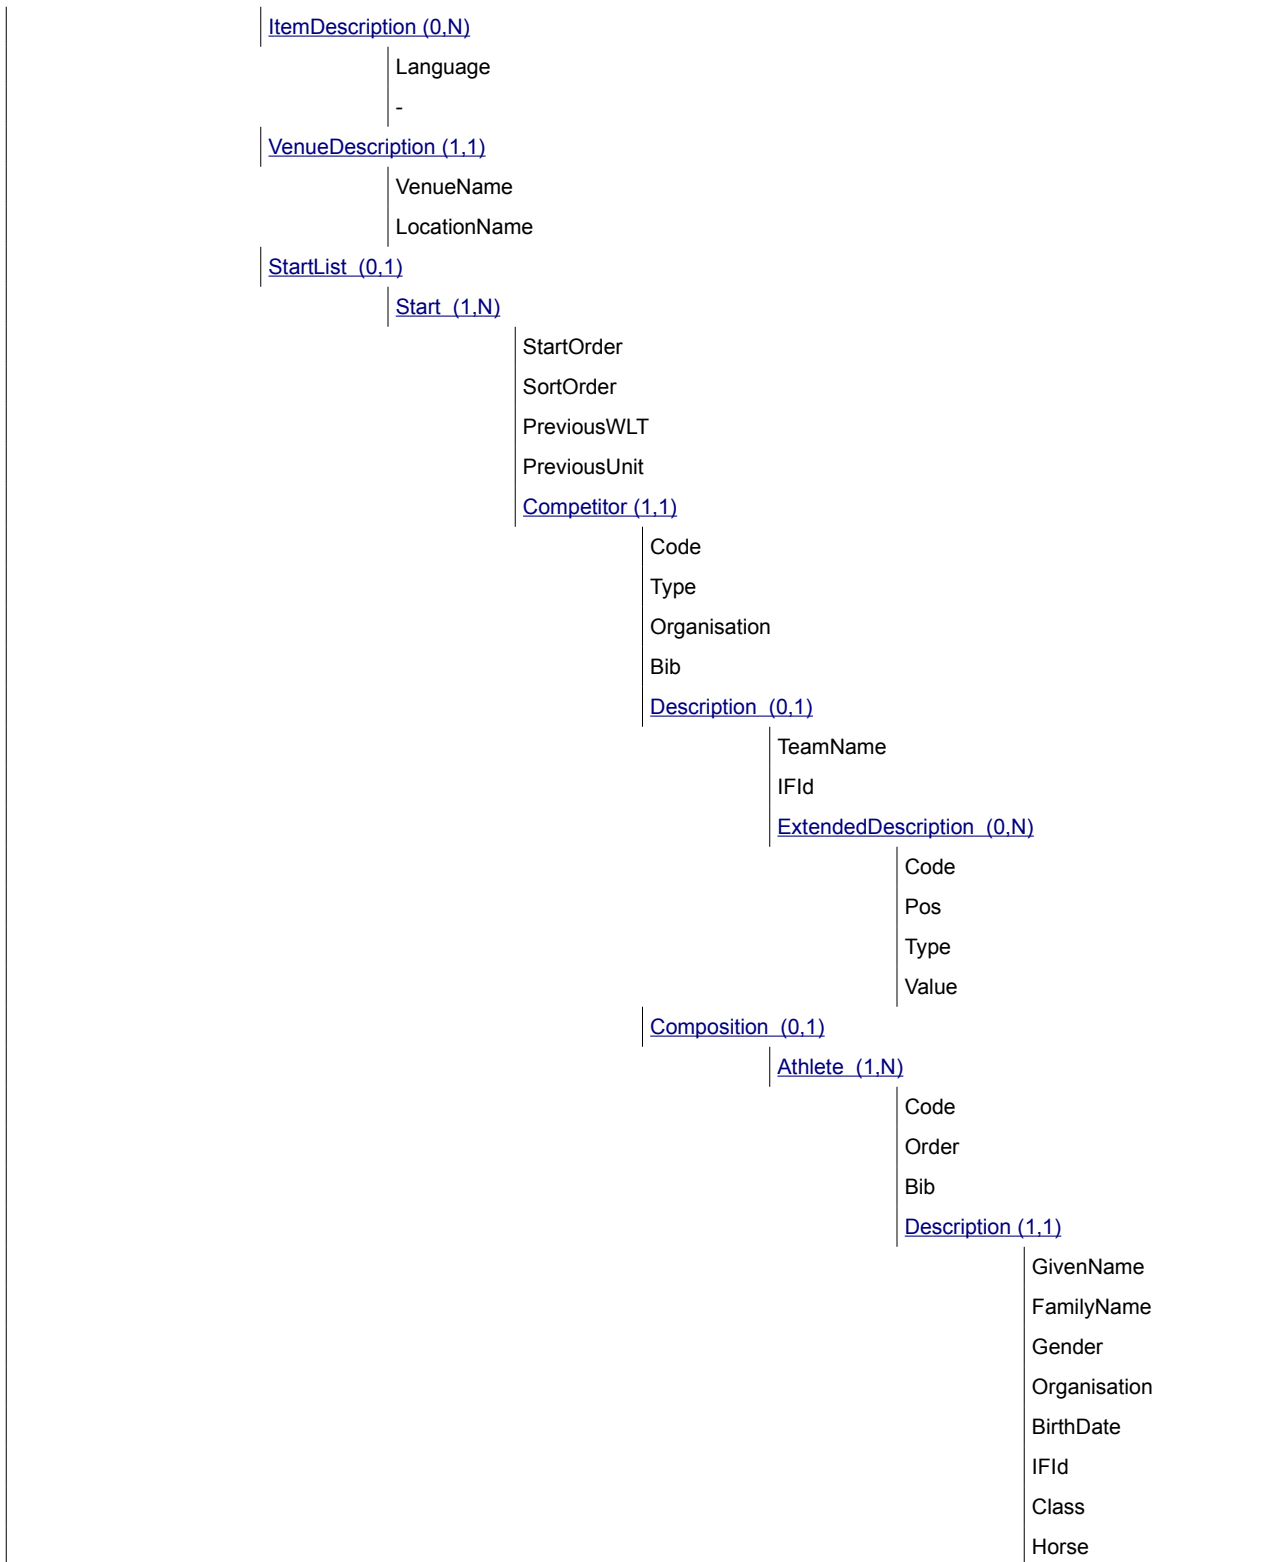 ItemDescription (0,N)
Language
-
VenueDescription (1,1)
VenueName
LocationName
StartList (0,1)
Start (1,N)
StartOrder
SortOrder
PreviousWLT
PreviousUnit
Competitor (1,1)
Code
Type
Organisation
Bib
Description (0,1)
TeamName
IFId
ExtendedDescription (0,N)
Code
Pos
Type
Value
Composition (0,1)
Athlete (1,N)
Code
Order
Bib
Description (1,1)
GivenName
FamilyName
Gender
Organisation
BirthDate
IFId
Class
Horse